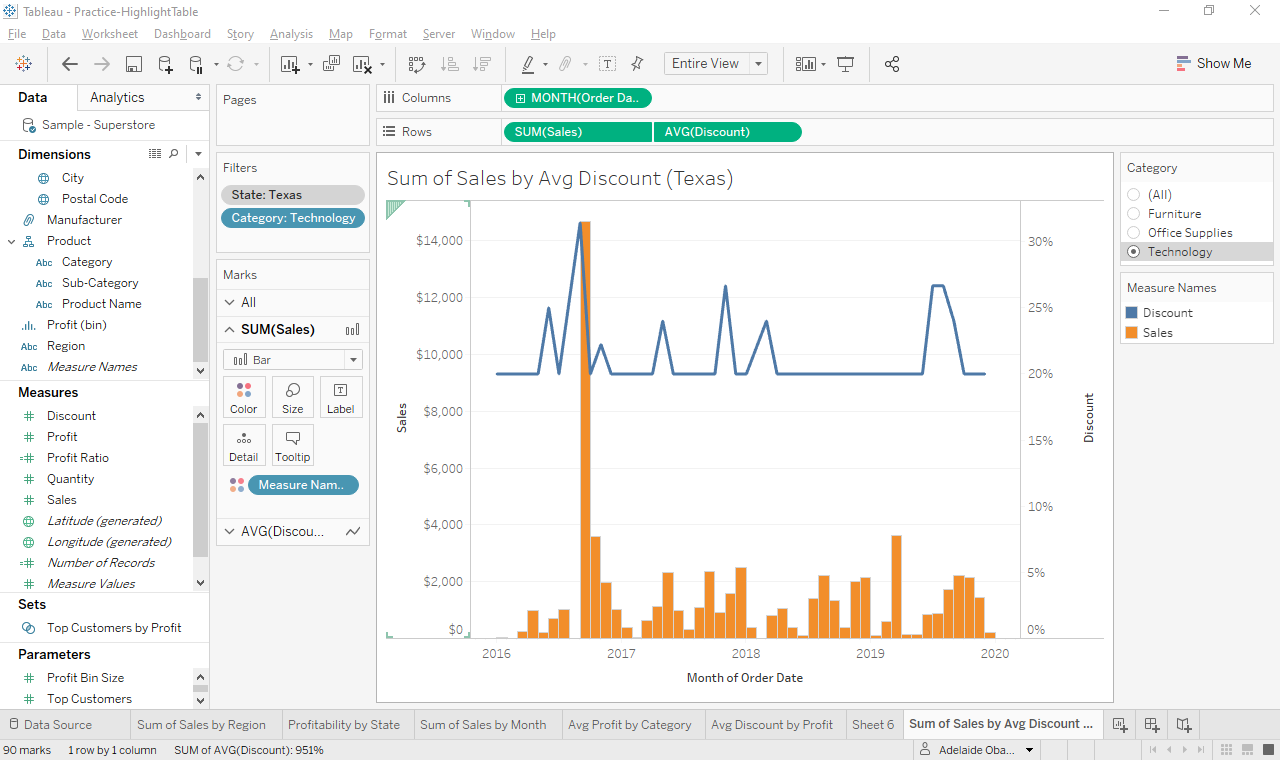 Tableau - Practice-HighlightTable
File Data Worksheet Dashboard Story Analysis Map Format Server Window Help
Entire View
Show Me
Data Analytics
Sample - Superstore
Dimensions
City
Postal Code
Manufacturer
Product
Abc Category
Abc Sub-Category
Abc Product Name
Profit (bin)
Abc Region
Abc Measure Names
Measures
Discount
Profit
Profit Ratio
Quantity
Sales
Latitude (generated)
Longitude (generated)
Number of Records
Measure Values
Sets
Top Customers by Profit
Parameters
Profit Bin Size
Top Customers
Pages
Filters
State: Texas
Category: Technology
Marks
All
SUM(Sales)
Bar
Color Size Label
Detail Tooltip
Measure Nam..
AVG(Discou...
Columns MONTH(Order Da..
Rows SUM(Sales) AVG(Discount)
Sum of Sales by Avg Discount (Texas)
$14,000
$12,000
$10,000
$8,000
$6,000
$4,000
$2,000
$0
Sales
30%
25%
20%
15%
10%
5%
0%
Discount
2016 2017 2018 2019 2020
Month of Order Date
Category
(All)
Furniture
Office Supplies
Technology
Measure Names
Discount
Sales
Data Source Sum of Sales by Region Profitability by State Sum of Sales by Month Avg Profit by Category Avg Discount by Profit Sheet 6 Sum of Sales by Avg Discount ...
90 marks 1 row by 1 column SUM of AVG(Discount): 951% Adelaide Oba...